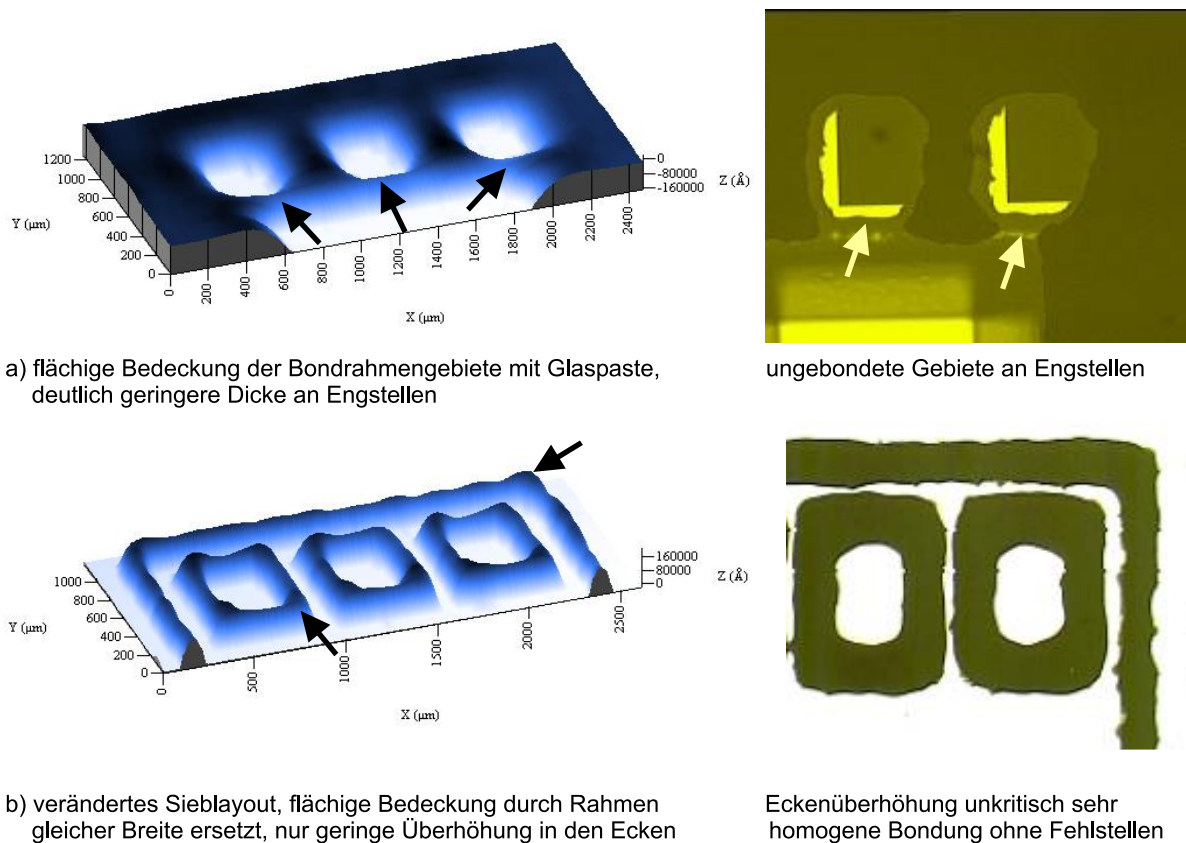 1200
1000
800
600
400
200
0
Y (µm)
0
200
400
600
800
1000
1200
1400
1600
1800
2000
2200
2400
X (µm)
0
-80000
-160000
Z (Å)
a) flächige Bedeckung der Bondrahmengebiete mit Glaspaste,
deutlich geringere Dicke an Engstellen
ungebondete Gebiete an Engstellen
1000
800
600
400
200
0
Y (µm)
0
500
1000
1500
2000
2500
X (µm)
160000
80000
0
Z (Å)
b) verändertes Sieblayout, flächige Bedeckung durch Rahmen
gleicher Breite ersetzt, nur geringe Überhöhung in den Ecken
Eckenüberhöhung unkritisch sehr
homogene Bondung ohne Fehlstellen